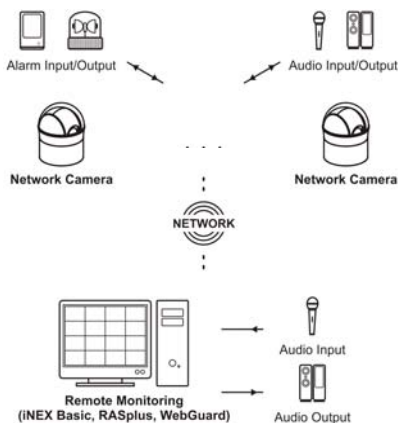 Alarm Input/Output
Audio Input/Output
Network Camera
Network Camera
NETWORK
Audio Input
Remote Monitoring
(iNEX Basic, RASplus, WebGuard)
Audio Output